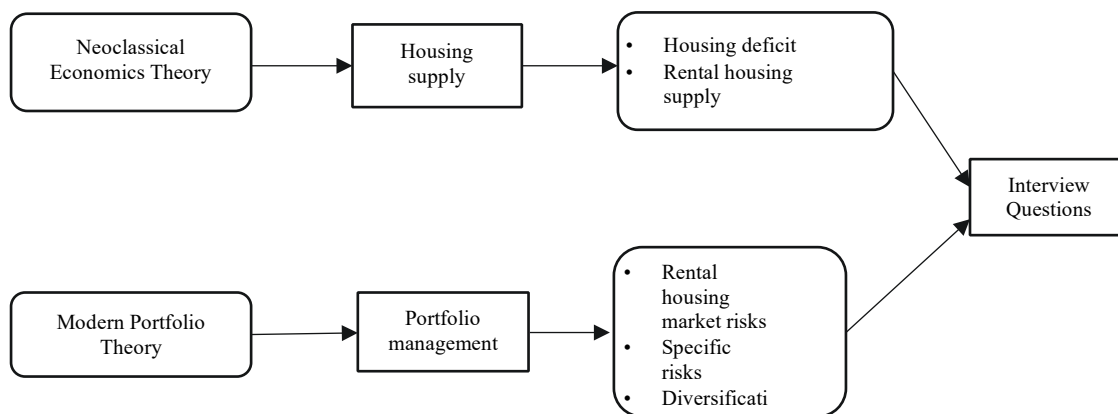 Neoclassical
Economics Theory
Housing
supply
• Housing deficit
• Rental housing
supply
Interview
Questions
Modern Portfolio
Theory
Portfolio
management
• Rental
housing
market risks
• Specific
risks
• Diversificati